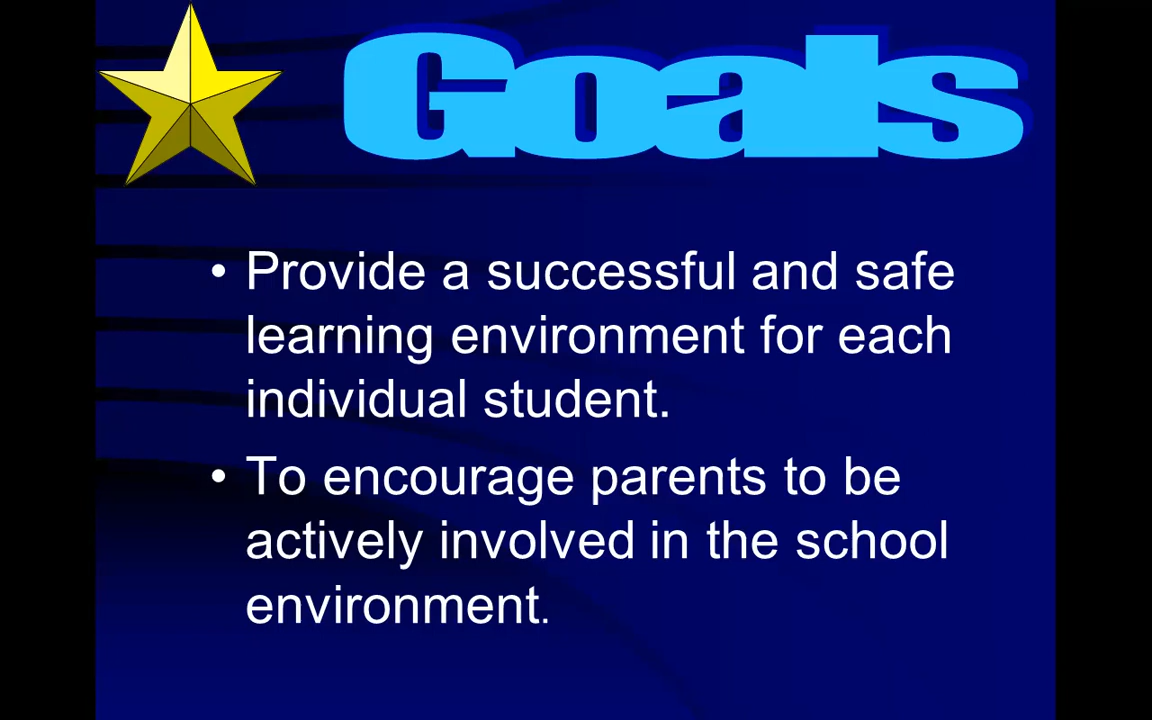 Goals
• Provide a successful and safe
learning environment for each
individual student.
• To encourage parents to be
actively involved in the school
environment.